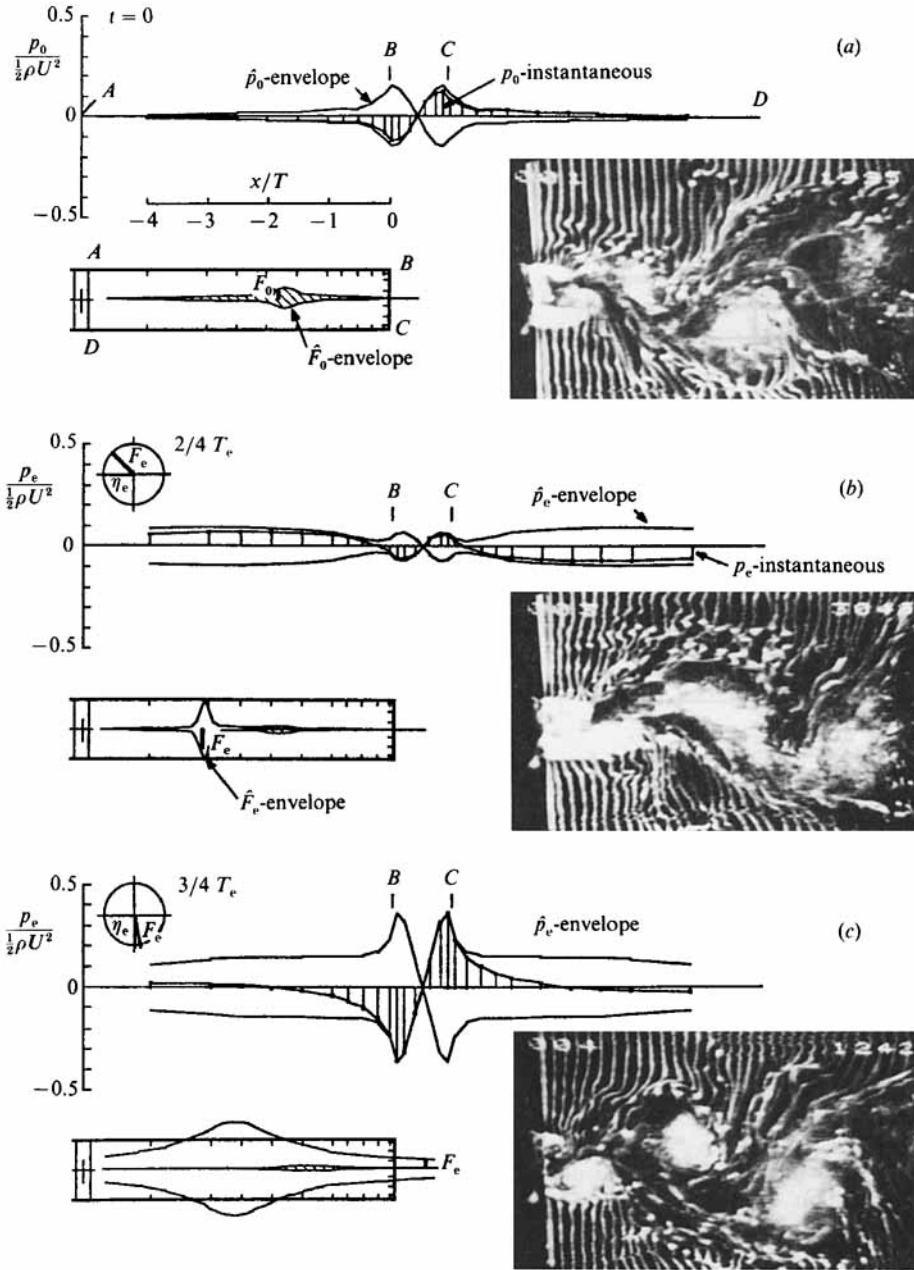 0.5
t = 0
(a)
p₀
½ρU²
A
B
C
p̂₀-envelope
p₀-instantaneous
D
0
x/T
−0.5
−4 −3 −2 −1 0
A
B
F₀
D
C
F̂₀-envelope
0.5
Fₑ
ηₑ
2/4 Tₑ
(b)
pₑ
½ρU²
B
C
p̂ₑ-envelope
0
pₑ-instantaneous
−0.5
Fₑ
F̂ₑ-envelope
0.5
ηₑ
Fₑ
3/4 Tₑ
B
C
p̂ₑ-envelope
(c)
pₑ
½ρU²
0
1242
−0.5
Fₑ